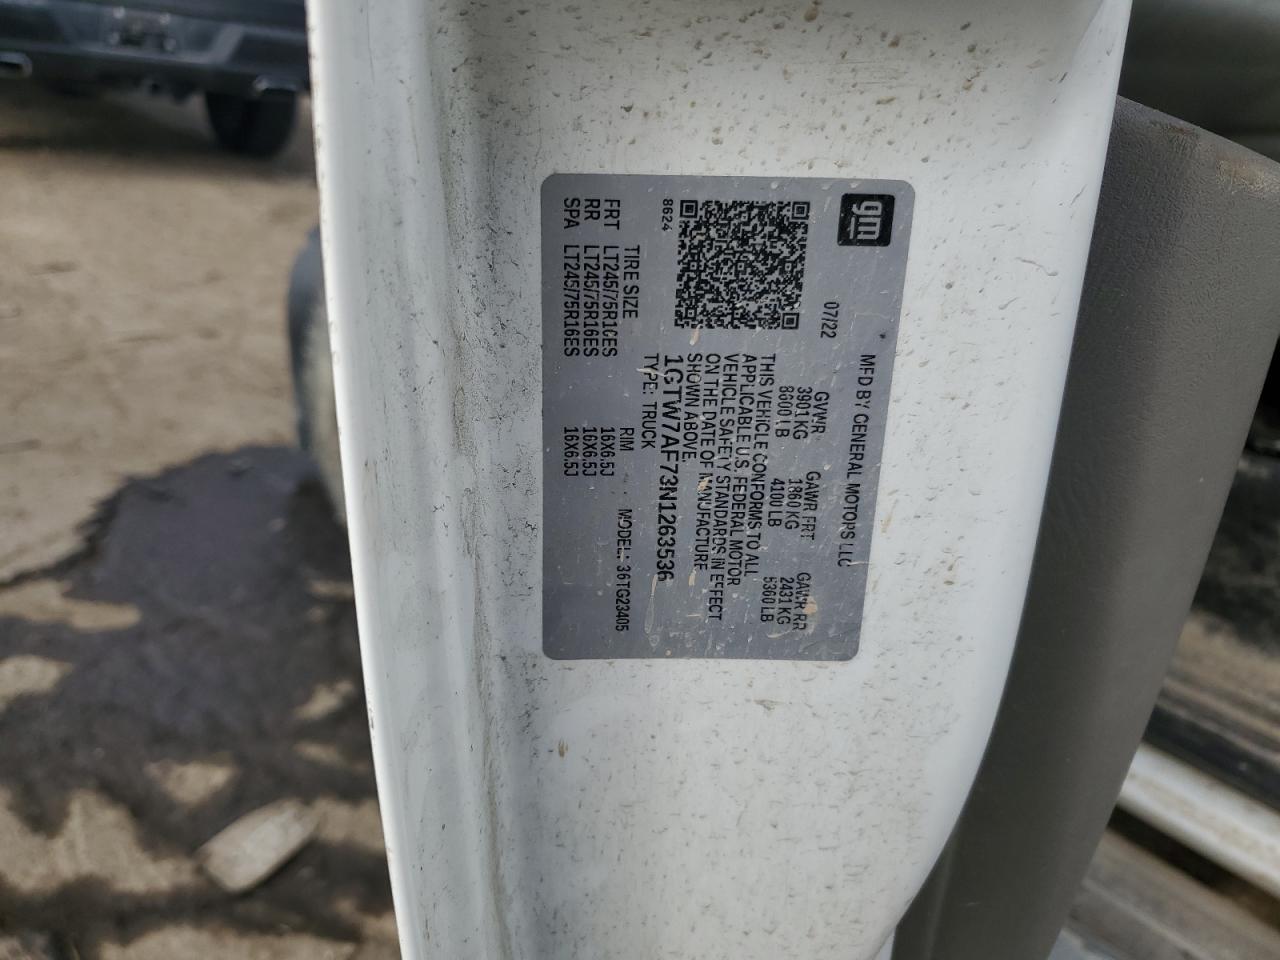 gm
MFD BY GENERAL MOTORS LLC
07/22
GVWR GAWR FRT GAWR RR
3901 KG 1860 KG 2431 KG
8600 LB 4100 LB 5360 LB
THIS VEHICLE CONFORMS TO ALL
APPLICABLE U.S. FEDERAL MOTOR
VEHICLE SAFETY STANDARDS IN EFFECT
ON THE DATE OF MANUFACTURE
SHOWN ABOVE.
8624
1GTW7AF73N1263536
TYPE: TRUCK
MODEL: 36TG23405
TIRE SIZE RIM
FRT LT245/75R16ES 16X6.5J
RR LT245/75R16ES 16X6.5J
SPA LT245/75R16ES 16X6.5J